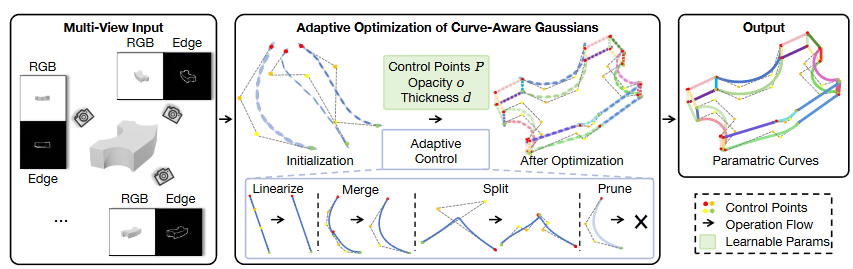 Multi-View Input
RGB Edge
RGB
Edge
RGB Edge
...
Adaptive Optimization of Curve-Aware Gaussians
Control Points P
Opacity o
Thickness d
Initialization
Adaptive
Control
After Optimization
Linearize Merge Split Prune
Output
Paramatric Curves
Control Points
Operation Flow
Learnable Params